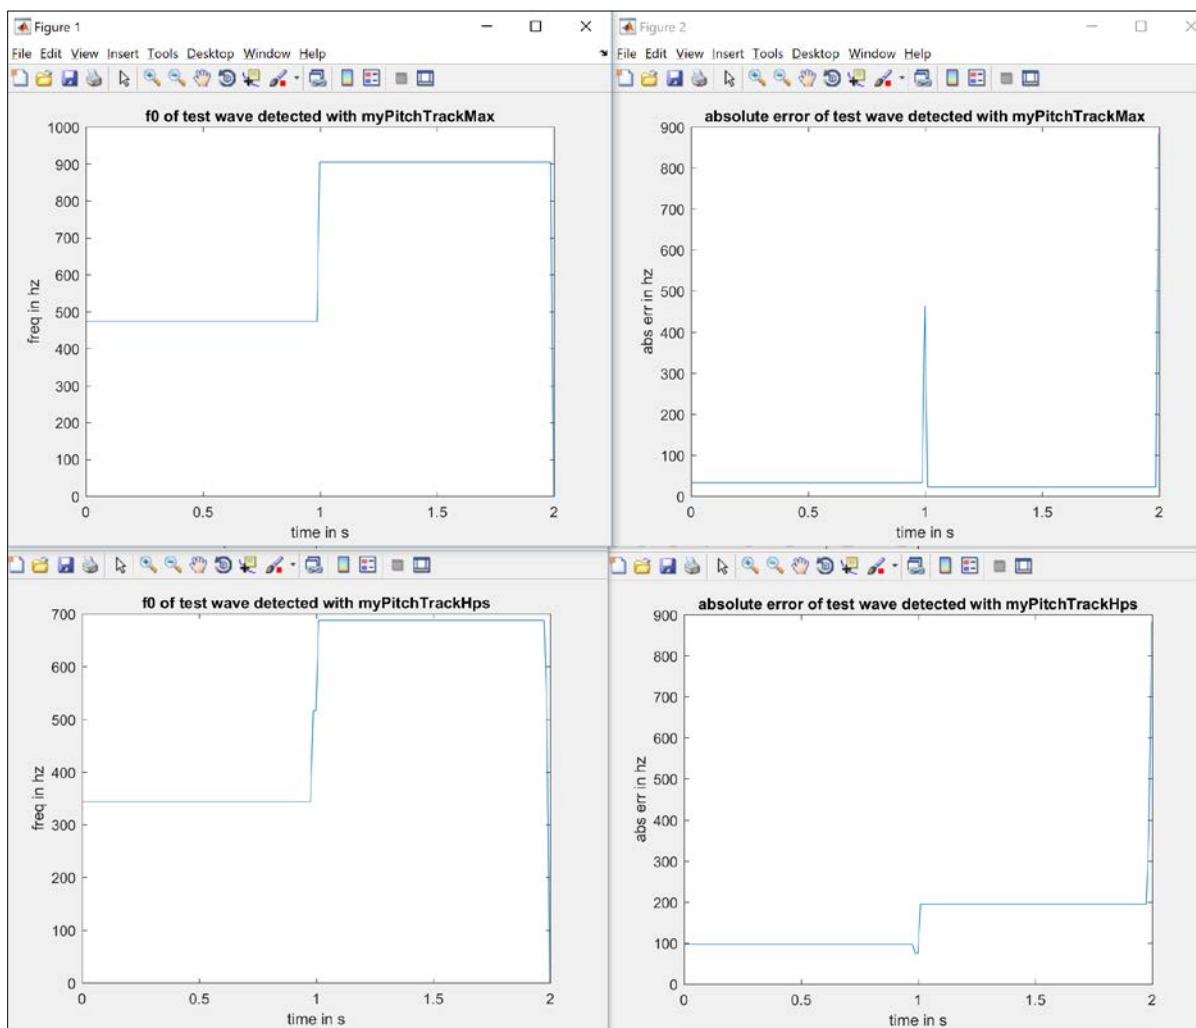 Figure 1
File Edit View Insert Tools Desktop Window Help
f0 of test wave detected with myPitchTrackMax
1000
900
800
700
600
500
400
300
200
100
0
freq in hz
0 0.5 1 1.5 2
time in s
Figure 2
File Edit View Insert Tools Desktop Window Help
absolute error of test wave detected with myPitchTrackMax
900
800
700
600
500
400
300
200
100
0
abs err in hz
0 0.5 1 1.5 2
time in s
f0 of test wave detected with myPitchTrackHps
700
600
500
400
300
200
100
0
freq in hz
0 0.5 1 1.5 2
time in s
absolute error of test wave detected with myPitchTrackHps
900
800
700
600
500
400
300
200
100
0
abs err in hz
0 0.5 1 1.5 2
time in s